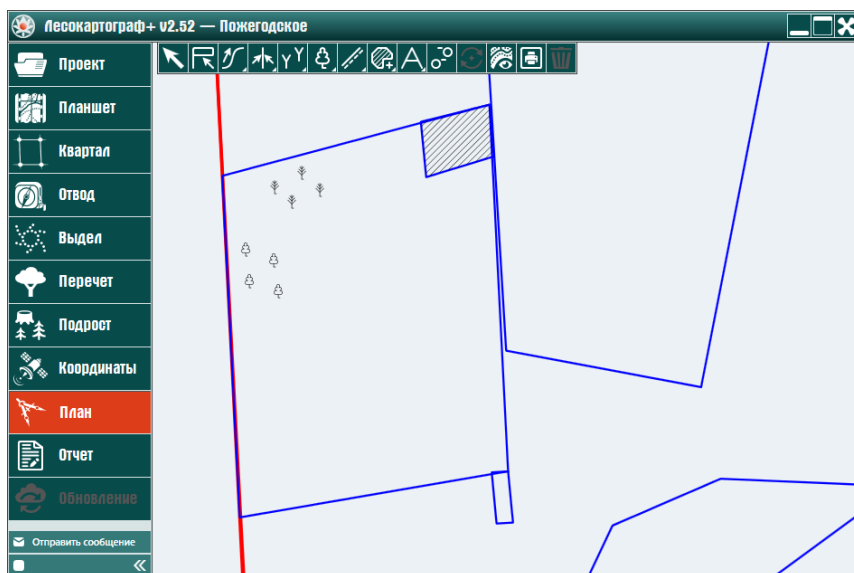 Лесокартограф+ v2.52 — Пожегодское
Проект
Планшет
Квартал
Отвод
Выдел
Перечет
Подрост
Координаты
План
Отчет
Обновление
Отправить сообщение